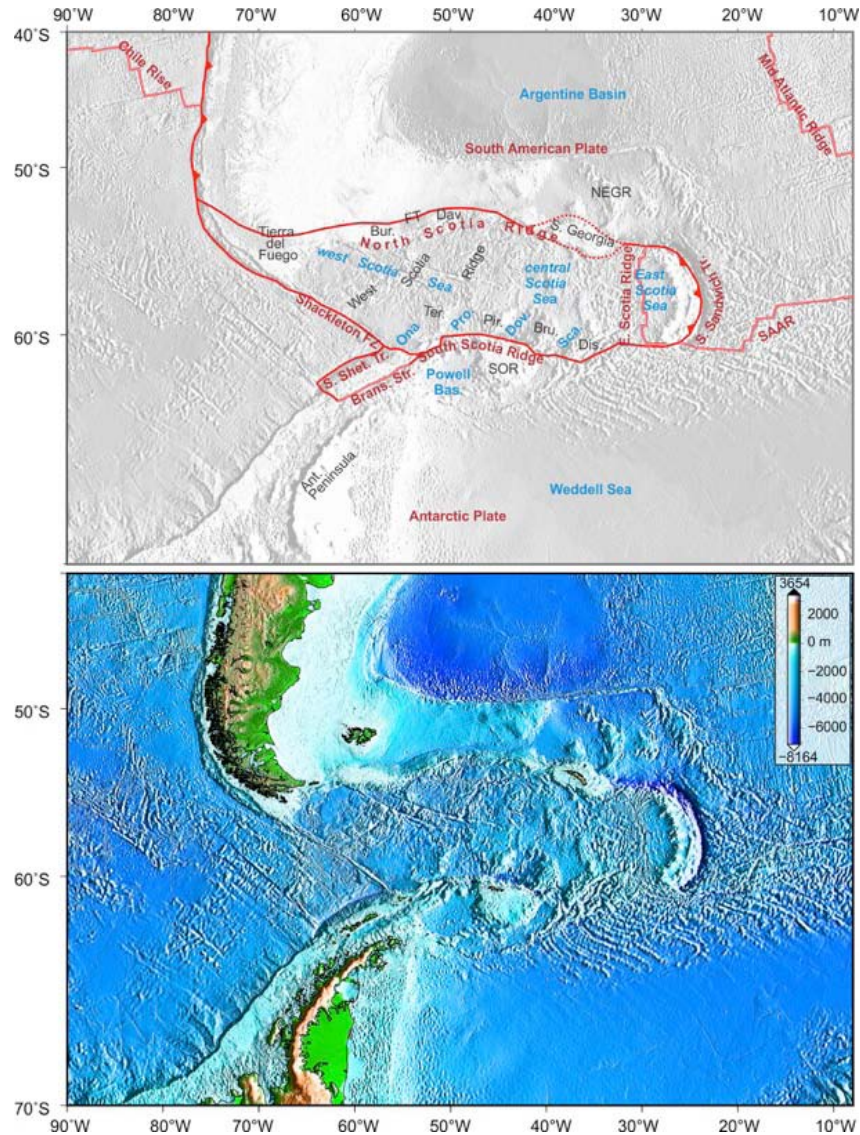 90°W 80°W 70°W 60°W 50°W 40°W 30°W 20°W 10°W
40°S
Chile Rise
Mid Atlantic Ridge
Argentine Basin
South American Plate
50°S
NEGR
FT
Dav.
Bur.
S. Georgia
Tierra
del
Fuego
North Scotia Ridge
west Scotia
Sea
West
Scotia
Ridge
central
Scotia
Sea
E. Scotia Ridge
East
Scotia
Sea
S. Sandwich Tr.
Shackleton FZ
Ter.
Ona
Pro.
Pir.
Dov.
Bru.
Sca.
Dis.
SAAR
60°S
S. Shet. Tr.
Brans. Str.
South Scotia Ridge
Powell
Bas.
SOR
Ant.
Peninsula
Weddell Sea
Antarctic Plate
3654
2000
0 m
−2000
−4000
−6000
−8164
50°S
60°S
70°S
90°W 80°W 70°W 60°W 50°W 40°W 30°W 20°W 10°W